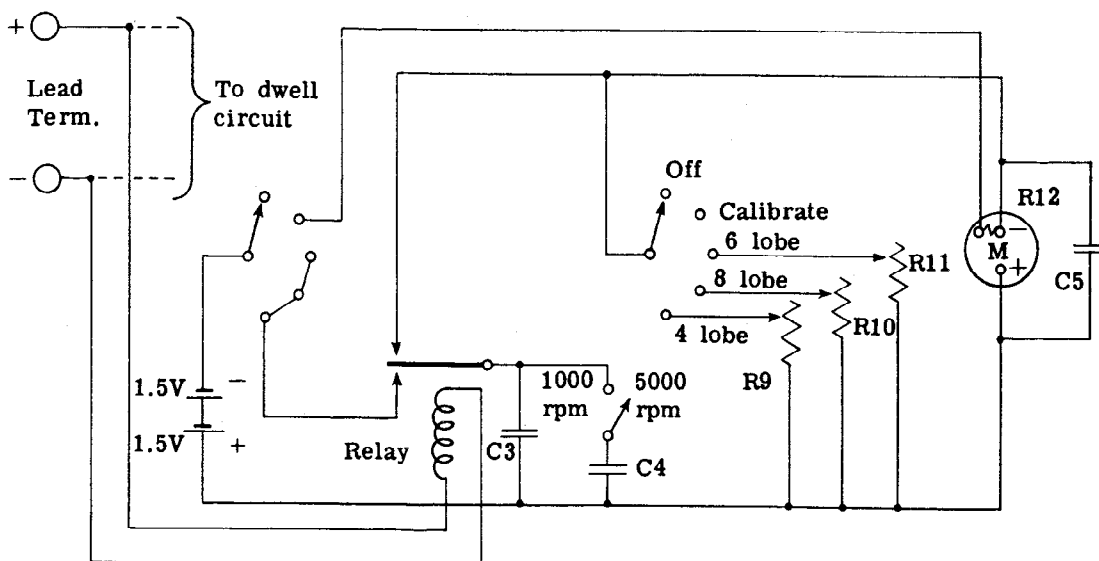 +
Lead
Term.
-
To dwell
circuit
Off
Calibrate
6 lobe
8 lobe
4 lobe
R12
-
M
+
C5
R11
R10
R9
1.5V
-
1.5V
+
Relay
C3
1000
rpm
5000
rpm
C4